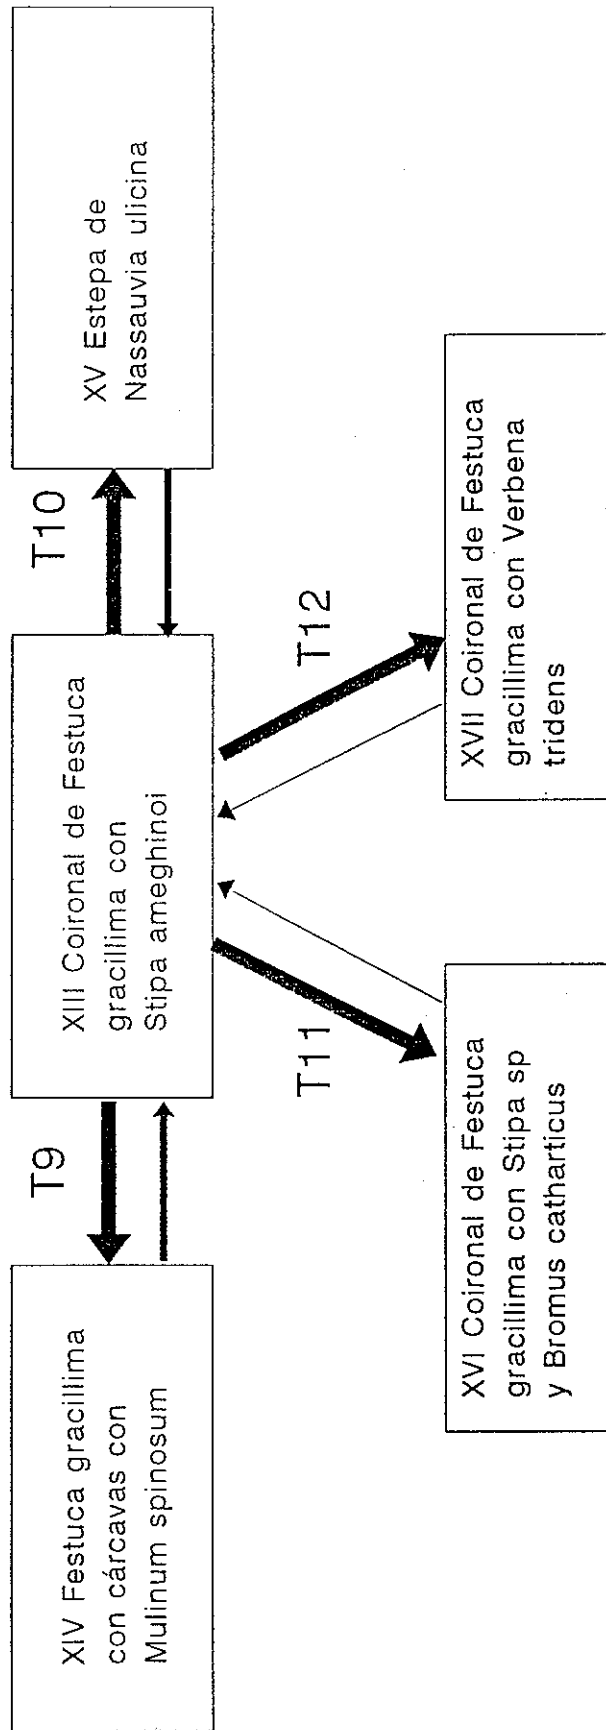 XIV Festuca gracillima
con cárcavas con
Mulinum spinosum
T9
XIII Coironal de Festuca
gracillima con
Stipa ameghinoi
T10
XV Estepa de
Nassauvia ulicina
T11
T12
XVI Coironal de Festuca
gracillima con Stipa sp
y Bromus catharticus
XVII Coironal de Festuca
gracillima con Verbena
tridens